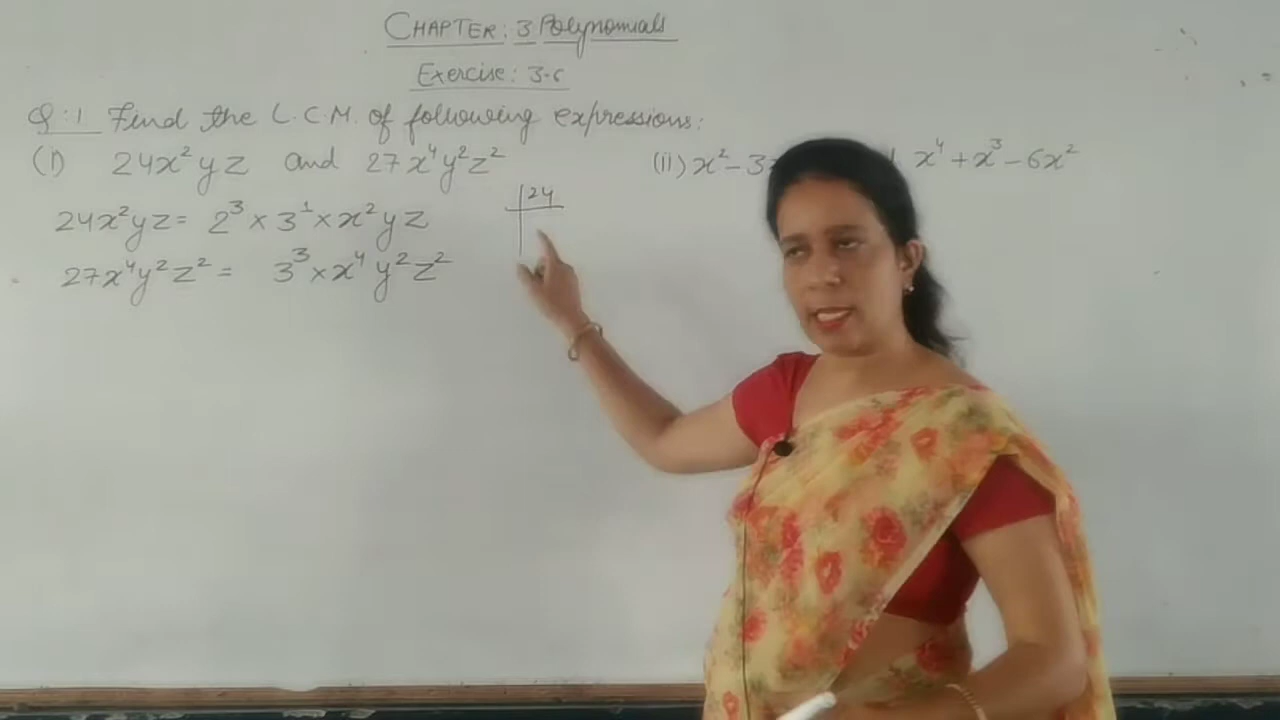 CHAPTER: 3 Polynomials
Exercise: 3.6
Q:1 Find the L.C.M. of following expressions:
(i) 24x²yz and 27x⁴y²z² (ii) x² - 3x x⁴ + x³ - 6x²
24x²yz = 2³ × 3¹ × x²yz
24
27x⁴y²z² = 3³ × x⁴y²z²